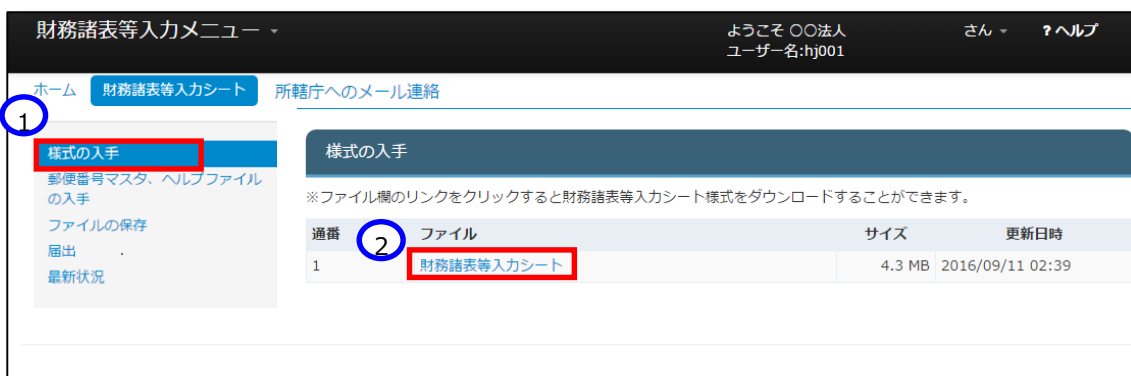 財務諸表等入力メニュー
ようこそ 〇〇法人 さん ?ヘルプ
ユーザー名:hj001
ホーム 財務諸表等入力シート 所轄庁へのメール連絡
1
様式の入手
郵便番号マスタ、ヘルプファイル
の入手
ファイルの保存
届出 .
最新状況
様式の入手
※ファイル欄のリンクをクリックすると財務諸表等入力シート様式をダウンロードすることができます。
通番 ファイル サイズ 更新日時
2
1 財務諸表等入力シート 4.3 MB 2016/09/11 02:39